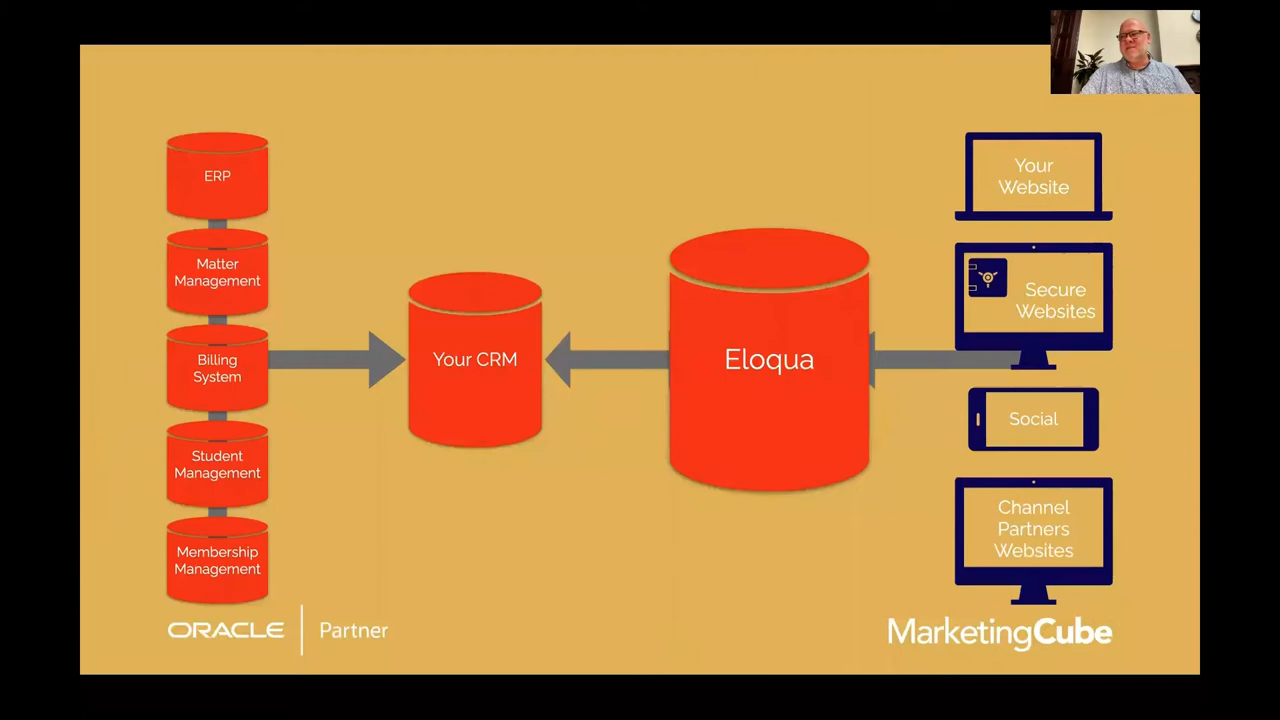 ERP
Matter
Management
Billing
System
Student
Management
Membership
Management
Your CRM
Eloqua
Your
Website
Secure
Websites
Social
Channel
Partners
Websites
ORACLE
Partner
MarketingCube